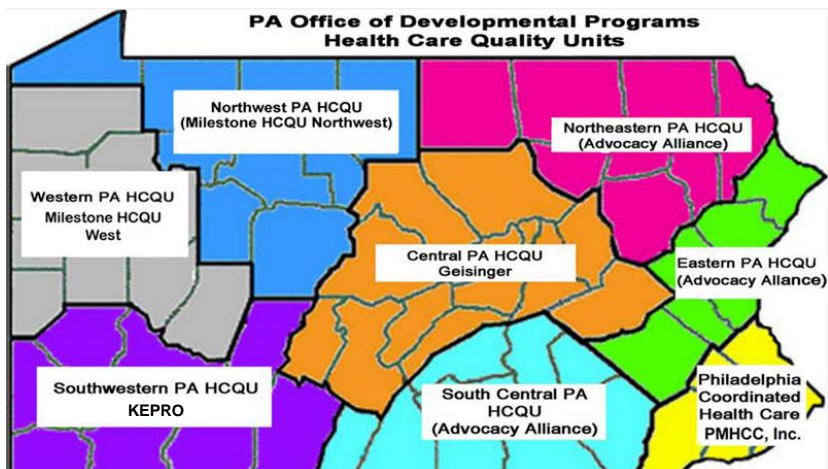 PA Office of Developmental Programs
Health Care Quality Units
Northwest PA HCQU
(Milestone HCQU Northwest)
Northeastern PA HCQU
(Advocacy Alliance)
Western PA HCQU
Milestone HCQU
West
Central PA HCQU
Geisinger
Eastern PA HCQU
(Advocacy Alliance)
Southwestern PA HCQU
KEPRO
South Central PA
HCQU
(Advocacy Alliance)
Philadelphia
Coordinated
Health Care
PMHCC, Inc.